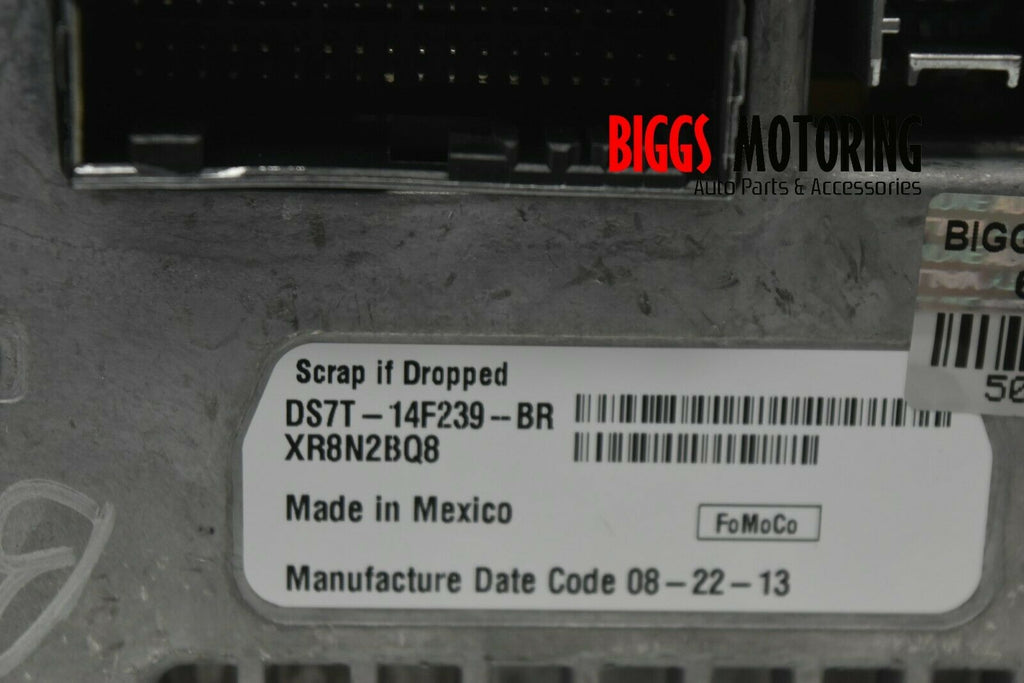 BIGGS MOTORING
Auto Parts & Accessories
Scrap if Dropped
DS7T-14F239--BR
XR8N2BQ8
Made in Mexico
FoMoCo
Manufacture Date Code 08-22-13